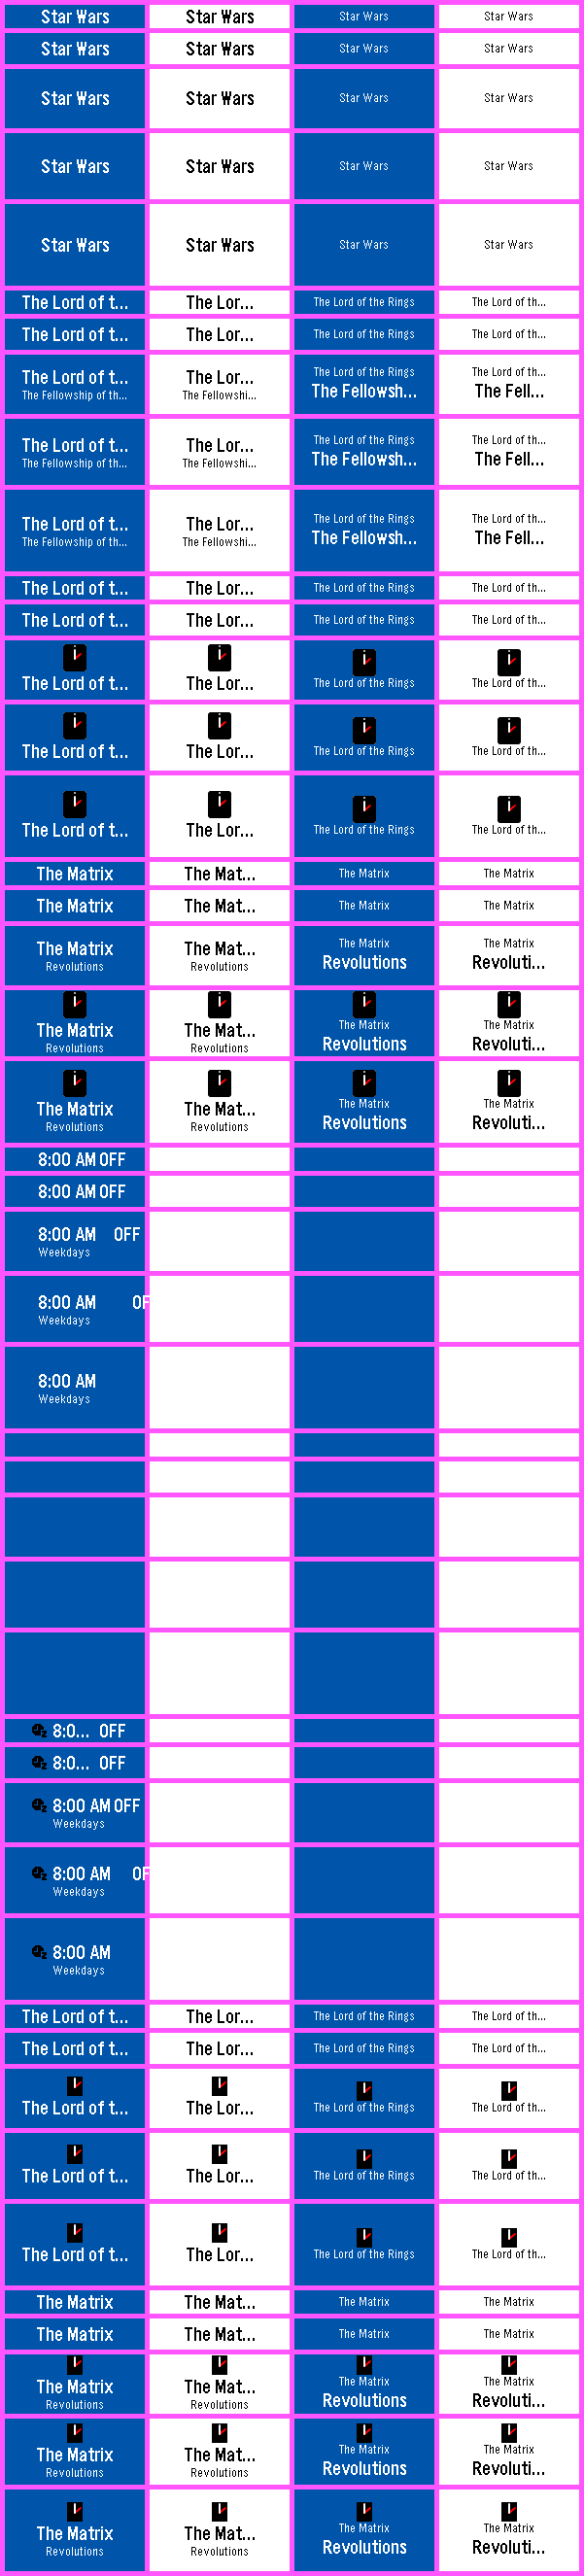 Star Wars Star Wars Star Wars Star Wars
Star Wars Star Wars Star Wars Star Wars
Star Wars Star Wars Star Wars Star Wars
Star Wars Star Wars Star Wars Star Wars
Star Wars Star Wars Star Wars Star Wars
The Lord of t... The Lor... The Lord of the Rings The Lord of th...
The Lord of t... The Lor... The Lord of the Rings The Lord of th...
The Lord of t... The Lor... The Lord of the Rings The Lord of th...
The Fellowship of th... The Fellowshi... The Fellowsh... The Fell...
The Lord of t... The Lor... The Lord of the Rings The Lord of th...
The Fellowship of th... The Fellowshi... The Fellowsh... The Fell...
The Lord of t... The Lor... The Lord of the Rings The Lord of th...
The Fellowship of th... The Fellowshi... The Fellowsh... The Fell...
The Lord of t... The Lor... The Lord of the Rings The Lord of th...
The Lord of t... The Lor... The Lord of the Rings The Lord of th...
The Lord of t... The Lor... The Lord of the Rings The Lord of th...
The Lord of t... The Lor... The Lord of the Rings The Lord of th...
The Lord of t... The Lor... The Lord of the Rings The Lord of th...
The Matrix The Mat... The Matrix The Matrix
The Matrix The Mat... The Matrix The Matrix
The Matrix The Mat... The Matrix The Matrix
Revolutions Revolutions Revolutions Revoluti...
The Matrix The Mat... The Matrix The Matrix
Revolutions Revolutions Revolutions Revoluti...
The Matrix The Mat... The Matrix The Matrix
Revolutions Revolutions Revolutions Revoluti...
8:00 AM OFF
8:00 AM OFF
8:00 AM OFF
Weekdays
8:00 AM OF
Weekdays
8:00 AM
Weekdays
8:0... OFF
8:0... OFF
8:00 AM OFF
Weekdays
8:00 AM OF
Weekdays
8:00 AM
Weekdays
The Lord of t... The Lor... The Lord of the Rings The Lord of th...
The Lord of t... The Lor... The Lord of the Rings The Lord of th...
The Lord of t... The Lor... The Lord of the Rings The Lord of th...
The Lord of t... The Lor... The Lord of the Rings The Lord of th...
The Lord of t... The Lor... The Lord of the Rings The Lord of th...
The Matrix The Mat... The Matrix The Matrix
The Matrix The Mat... The Matrix The Matrix
The Matrix The Mat... The Matrix The Matrix
Revolutions Revolutions Revolutions Revoluti...
The Matrix The Mat... The Matrix The Matrix
Revolutions Revolutions Revolutions Revoluti...
The Matrix The Mat... The Matrix The Matrix
Revolutions Revolutions Revolutions Revoluti...